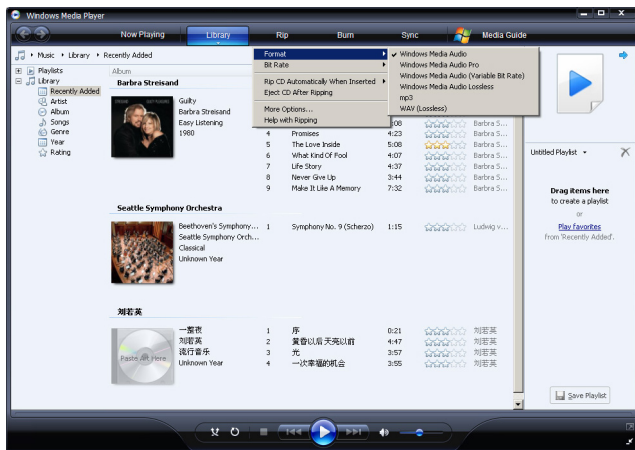 Windows Media Player
Now Playing Library Rip Burn Sync Media Guide
Music Library Recently Added
Format
Bit Rate
Rip CD Automatically When Inserted
Eject CD After Ripping
More Options...
Help with Ripping
Windows Media Audio
Windows Media Audio Pro
Windows Media Audio (Variable Bit Rate)
Windows Media Audio Lossless
mp3
WAV (Lossless)
Playlists
Library
Recently Added
Artist
Album
Songs
Genre
Year
Rating
Album
Barbra Streisand
Guilty
Barbra Streisand
Easy Listening
1980
:08 Barbra S...
4 Promises 4:23 Barbra S...
5 The Love Inside 5:08 Barbra S...
6 What Kind Of Fool 4:07 Barbra S...
7 Life Story 4:37 Barbra S...
8 Never Give Up 3:44 Barbra S...
9 Make It Like A Memory 7:32 Barbra S...
Seattle Symphony Orchestra
Beethoven's Symphony... 1 Symphony No. 9 (Scherzo) 1:15 Ludwig v...
Seattle Symphony Orch...
Classical
Unknown Year
刘若英
Paste Art Here
一整夜 1 序 0:21 刘若英
刘若英 2 黄昏以后天亮以前 4:47 刘若英
流行音乐 3 光 3:57 刘若英
Unknown Year 4 一次幸福的机会 3:55 刘若英
Untitled Playlist
Drag items here
to create a playlist
or
Play favorites
from 'Recently Added'.
Save Playlist